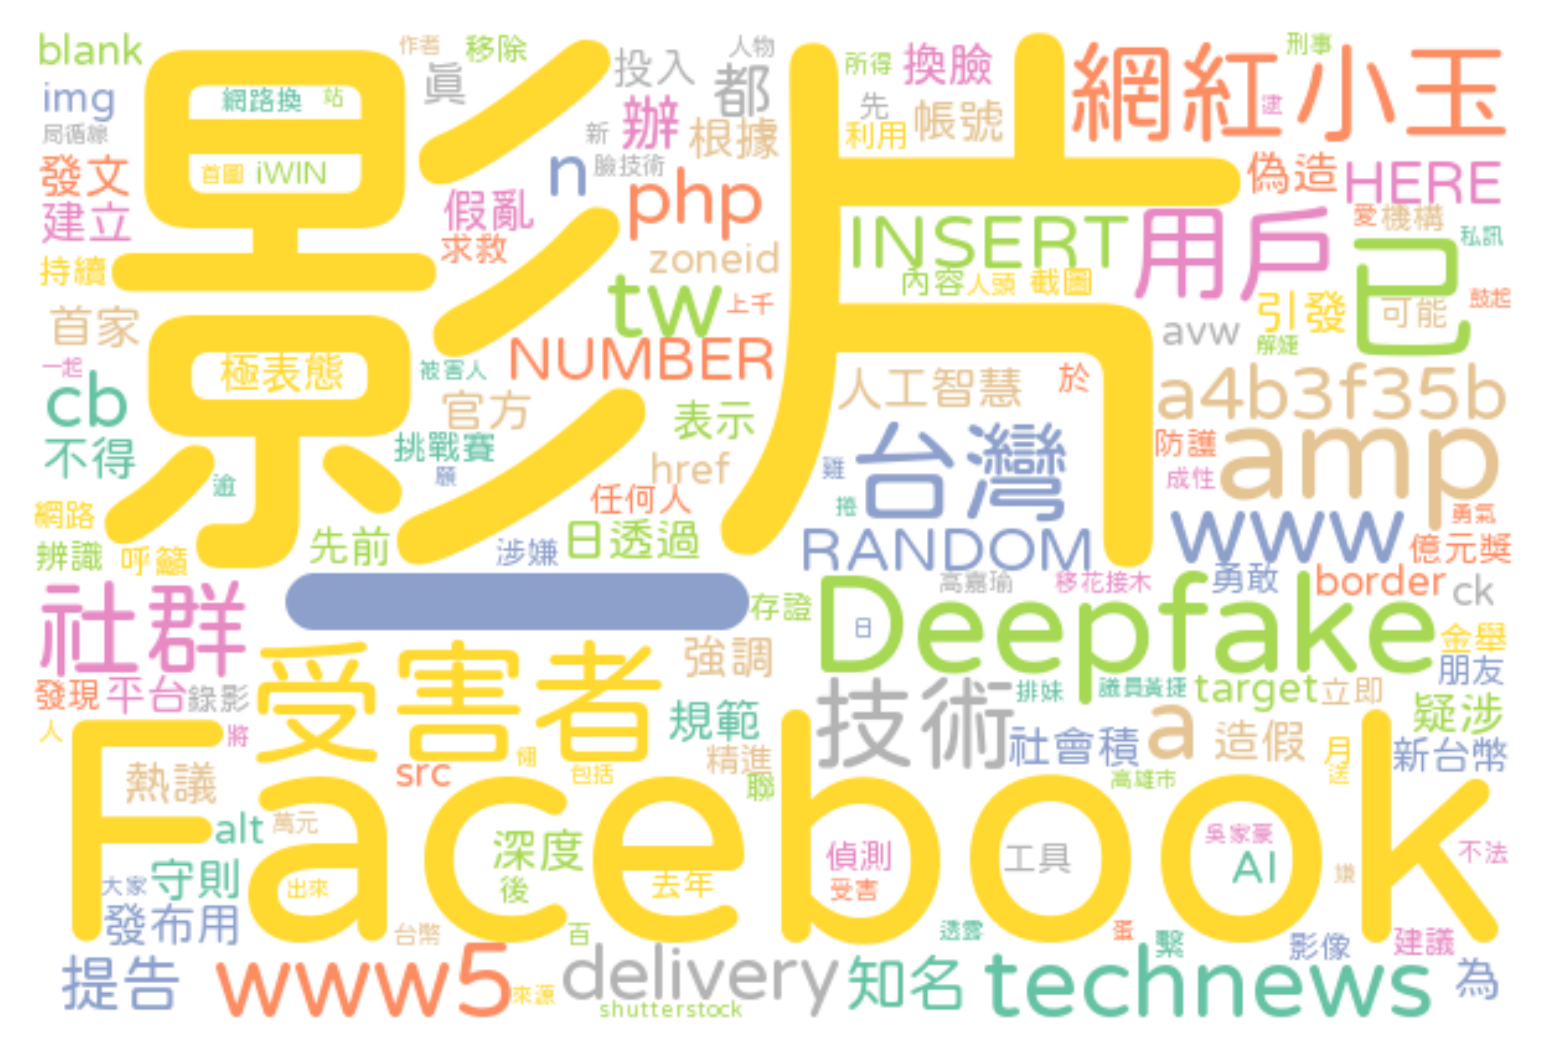 blank
作者
移除
投入
人物
所得
換臉
刑事
網紅小玉
img
網路換
站
真
都
先
帳號
逮
局循線
辦
新
根據
利用
發文
首圖
iWIN
n
臉技術
php
偽造
HERE
建立
假亂
INSERT
用戶
愛
機構
私訊
持續
求救
zoneid
內容
人頭
截圖
已
影片
tw
上千
引發
可能
鼓起
首家
NUMBER
avw
解婕
一起
極表態
被害人
人工智慧
於
a4b3f35b
cb
官方
表示
不得
挑戰賽
願
href
雞
台灣
防護
成性
amp
逾
任何人
捲
www
勇氣
網路
先前
涉嫌
日透過
RANDOM
億元獎
辨識
呼籲
高嘉瑜
移花接木
勇敢
border
ck
社群
一
存證
日
Deepfake
金舉
發現
平台
錄影
受害者
強調
技術
排妹
議員黃捷
target
立即
朋友
人
將
規範
社會積
a
造假
月
疑涉
熱議
src
包括
精進
聯
高雄市
送
新台幣
Facebook
alt
萬元
深度
偵測
工具
吳家豪
AI
不法
大家
守則
出來
後
去年
受害
嫌
發布用
台幣
百
透露
蛋
繫
影像
建議
提告
www5
來源
delivery
shutterstock
知名
technews
為